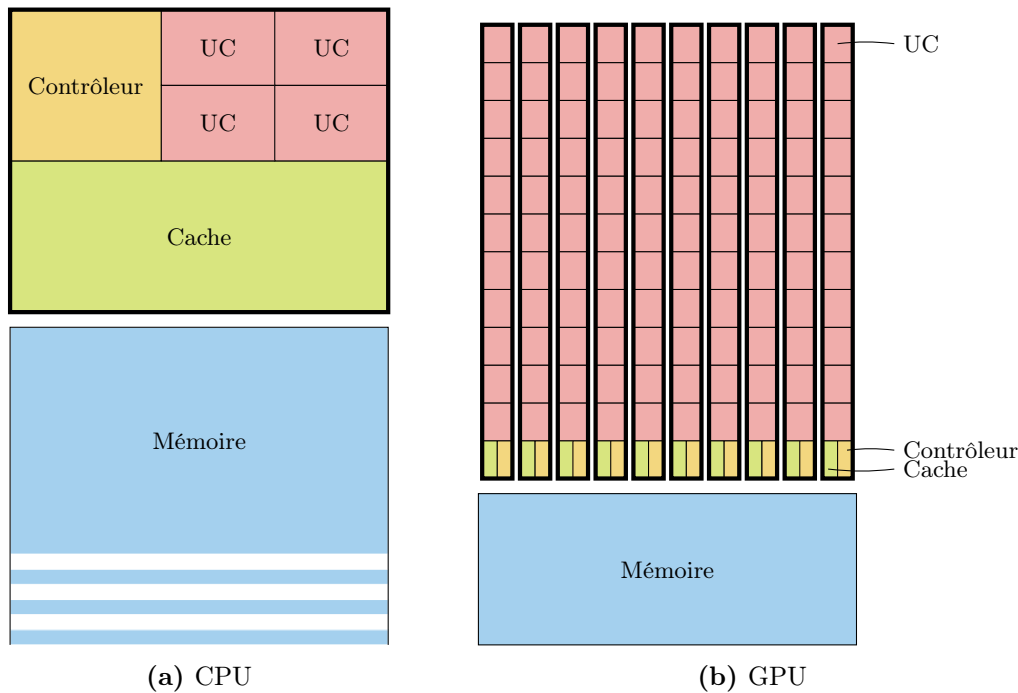 UC UC
Contrôleur
UC UC
Cache
Mémoire
(a) CPU
UC
Contrôleur
Cache
Mémoire
(b) GPU